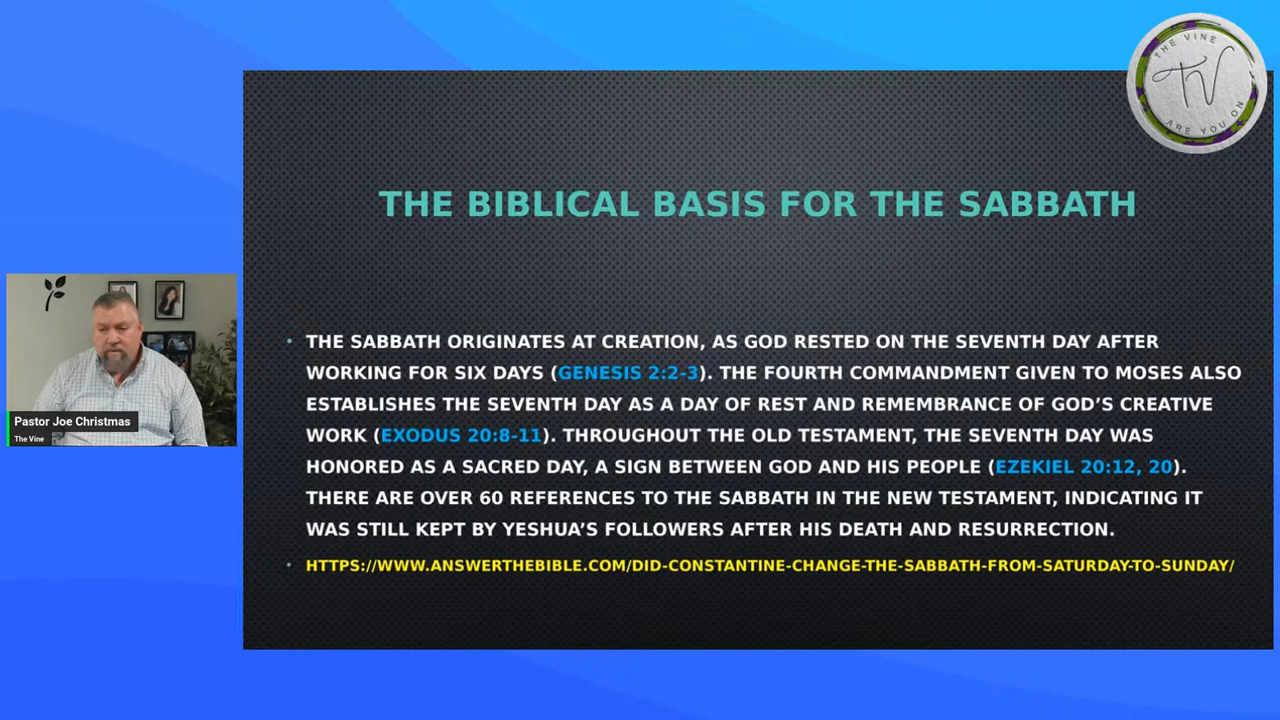 THE VINE
TV
ARE YOU ON
THE BIBLICAL BASIS FOR THE SABBATH
• THE SABBATH ORIGINATES AT CREATION, AS GOD RESTED ON THE SEVENTH DAY AFTER
WORKING FOR SIX DAYS (GENESIS 2:2-3). THE FOURTH COMMANDMENT GIVEN TO MOSES ALSO
ESTABLISHES THE SEVENTH DAY AS A DAY OF REST AND REMEMBRANCE OF GOD’S CREATIVE
WORK (EXODUS 20:8-11). THROUGHOUT THE OLD TESTAMENT, THE SEVENTH DAY WAS
HONORED AS A SACRED DAY, A SIGN BETWEEN GOD AND HIS PEOPLE (EZEKIEL 20:12, 20).
THERE ARE OVER 60 REFERENCES TO THE SABBATH IN THE NEW TESTAMENT, INDICATING IT
WAS STILL KEPT BY YESHUA’S FOLLOWERS AFTER HIS DEATH AND RESURRECTION.
• HTTPS://WWW.ANSWERTHEBIBLE.COM/DID-CONSTANTINE-CHANGE-THE-SABBATH-FROM-SATURDAY-TO-SUNDAY/
Pastor Joe Christmas
The Vine